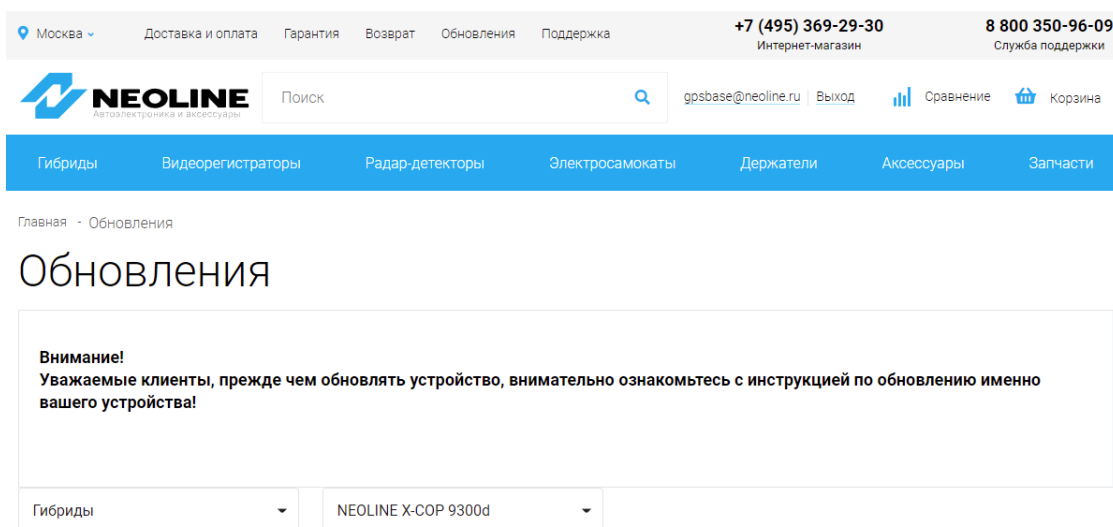 Москва Доставка и оплата Гарантия Возврат Обновления Поддержка +7 (495) 369-29-30 8 800 350-96-09
Интернет-магазин Служба поддержки
NEOLINE Поиск gpsbase@neoline.ru Выход Сравнение Корзина
Автоэлектроника и аксессуары
Гибриды Видеорегистраторы Радар-детекторы Электросамокаты Держатели Аксессуары Запчасти
Главная - Обновления
Обновления
Внимание!
Уважаемые клиенты, прежде чем обновлять устройство, внимательно ознакомьтесь с инструкцией по обновлению именно
вашего устройства!
Гибриды NEOLINE X-COP 9300d